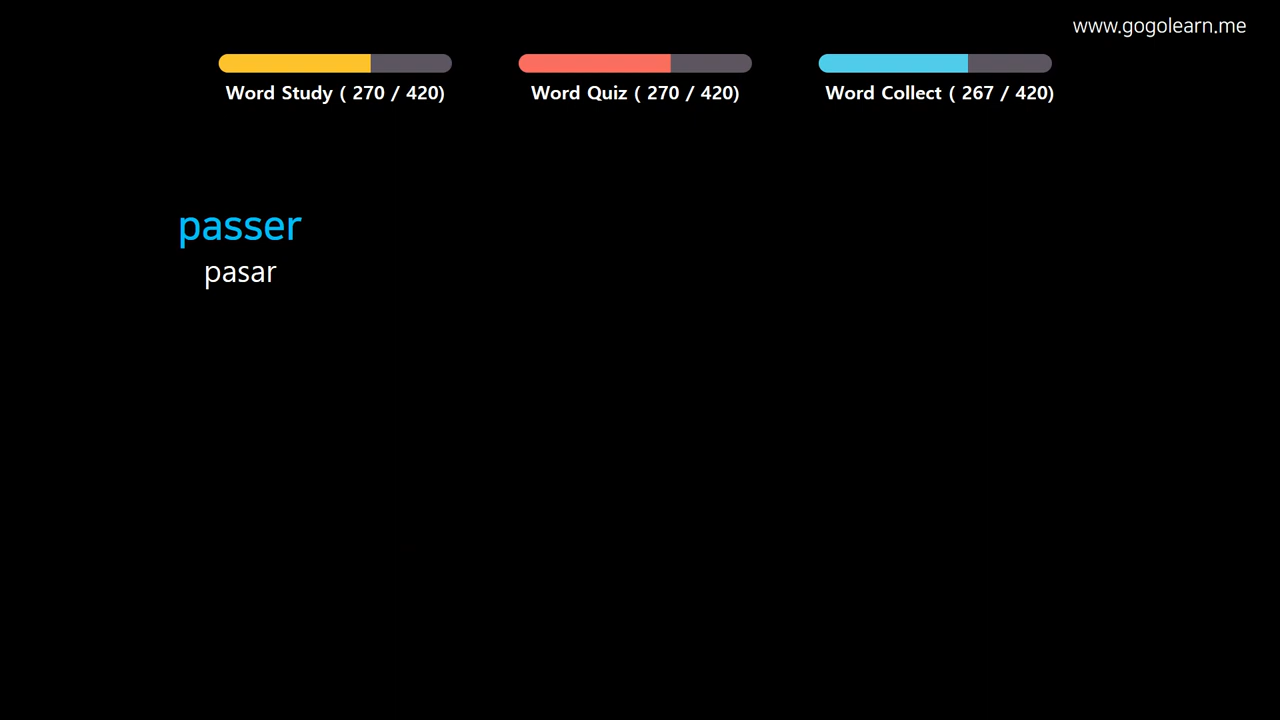 www.gogolearn.me
Word Study ( 270 / 420)
Word Quiz ( 270 / 420)
Word Collect ( 267 / 420)
passer
pasar